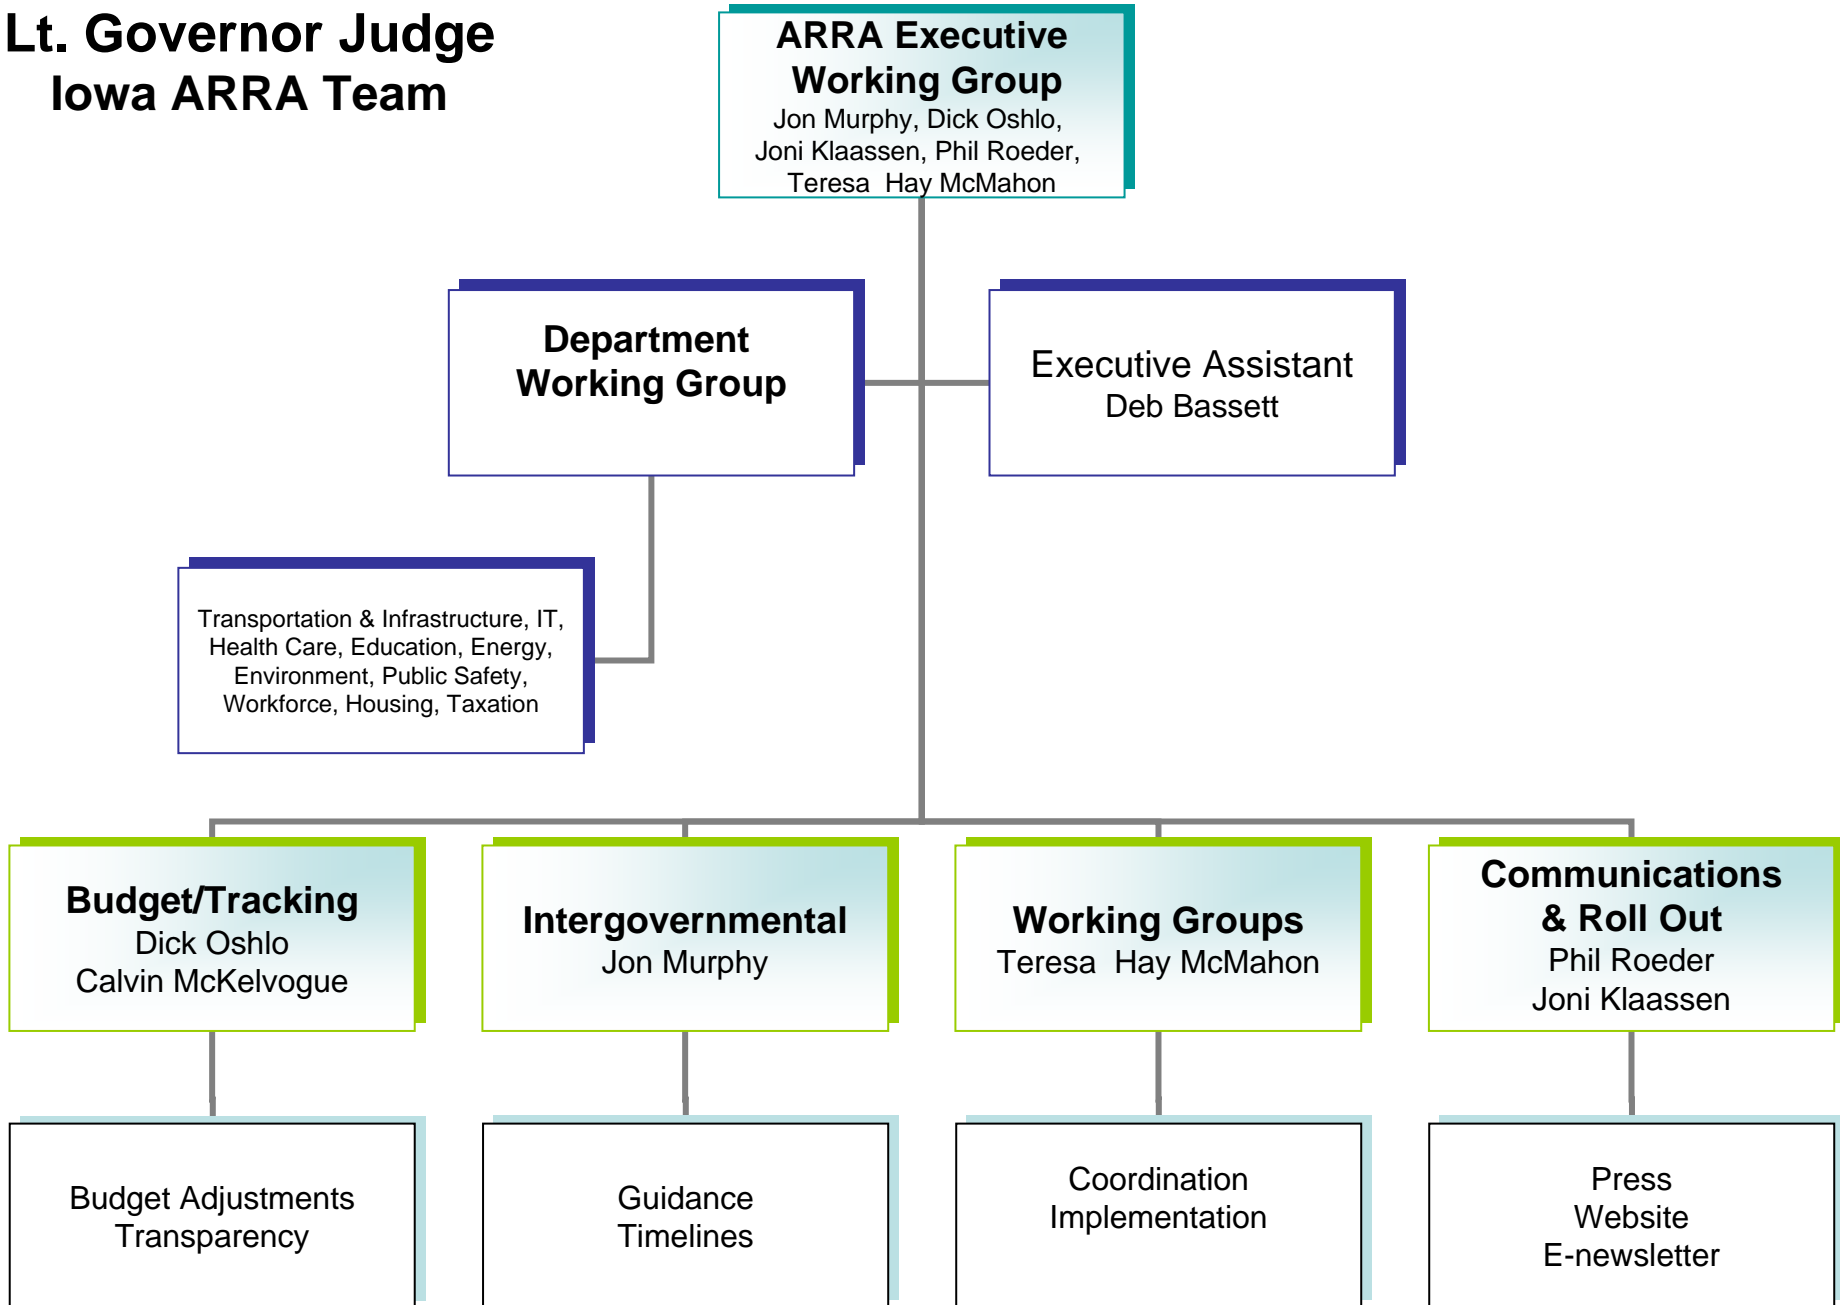 Lt. Governor Judge
Iowa ARRA Team
ARRA Executive
Working Group
Jon Murphy, Dick Oshlo,
Joni Klaassen, Phil Roeder,
Teresa Hay McMahon
Department
Working Group
Executive Assistant
Deb Bassett
Transportation & Infrastructure, IT,
Health Care, Education, Energy,
Environment, Public Safety,
Workforce, Housing, Taxation
Budget/Tracking
Dick Oshlo
Calvin McKelvogue
Intergovernmental
Jon Murphy
Working Groups
Teresa Hay McMahon
Communications
& Roll Out
Phil Roeder
Joni Klaassen
Budget Adjustments
Transparency
Guidance
Timelines
Coordination
Implementation
Press
Website
E-newsletter